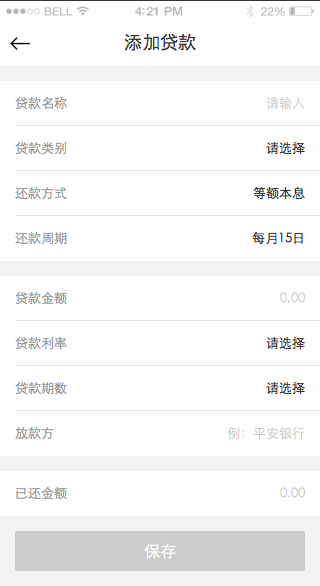 BELL 4:21 PM 22%
添加贷款
贷款名称 请输入
贷款类别 请选择
还款方式 等额本息
还款周期 每月15日
贷款金额 0.00
贷款利率 请选择
贷款期数 请选择
放款方 例：平安银行
已还金额 0.00
保存